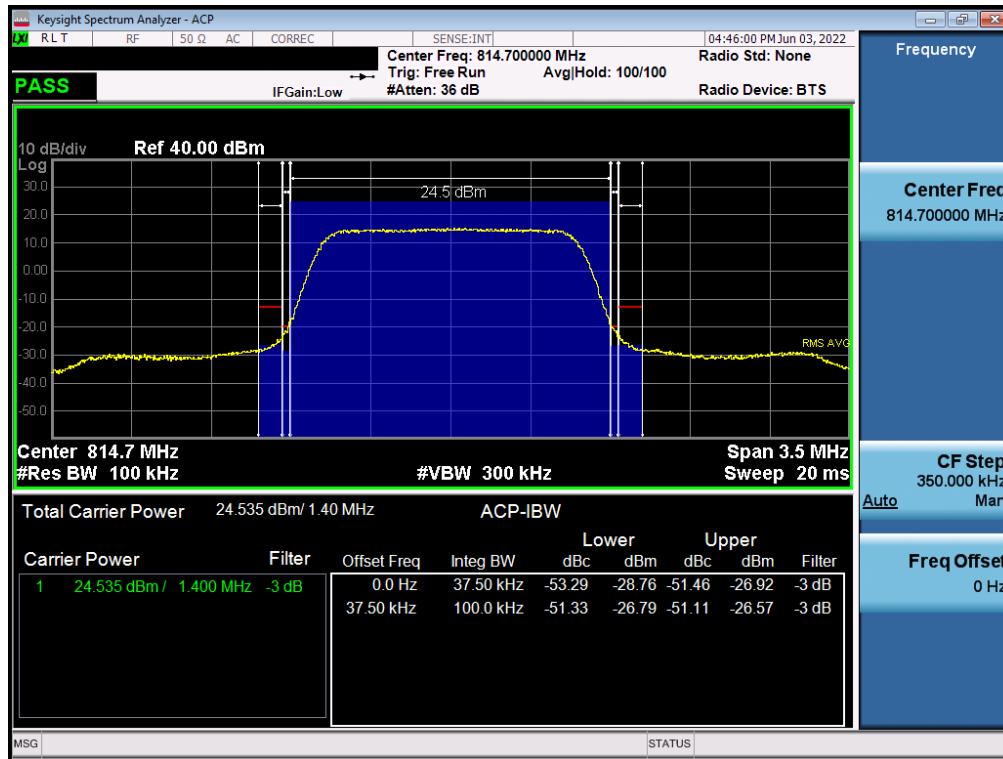 Keysight Spectrum Analyzer - ACP
LXI RLT RF 50 Ω AC CORREC SENSE:INT 04:46:00 PM Jun 03, 2022
Center Freq: 814.700000 MHz Radio Std: None
Trig: Free Run Avg|Hold: 100/100
PASS IFGain:Low #Atten: 36 dB Radio Device: BTS
10 dB/div Ref 40.00 dBm
Log
30.0
24.5 dBm
20.0
10.0
0.00
-10.0
-20.0
-30.0
RMS AVG
-40.0
-50.0
Center 814.7 MHz Span 3.5 MHz
#Res BW 100 kHz #VBW 300 kHz Sweep 20 ms
Total Carrier Power 24.535 dBm/ 1.40 MHz ACP-IBW
Lower Upper
Carrier Power Filter Offset Freq Integ BW dBc dBm dBc dBm Filter
1 24.535 dBm / 1.400 MHz -3 dB 0.0 Hz 37.50 kHz -53.29 -28.76 -51.46 -26.92 -3 dB
37.50 kHz 100.0 kHz -51.33 -26.79 -51.11 -26.57 -3 dB
MSG STATUS
Frequency
Center Freq
814.700000 MHz
CF Step
350.000 kHz
Auto Man
Freq Offset
0 Hz